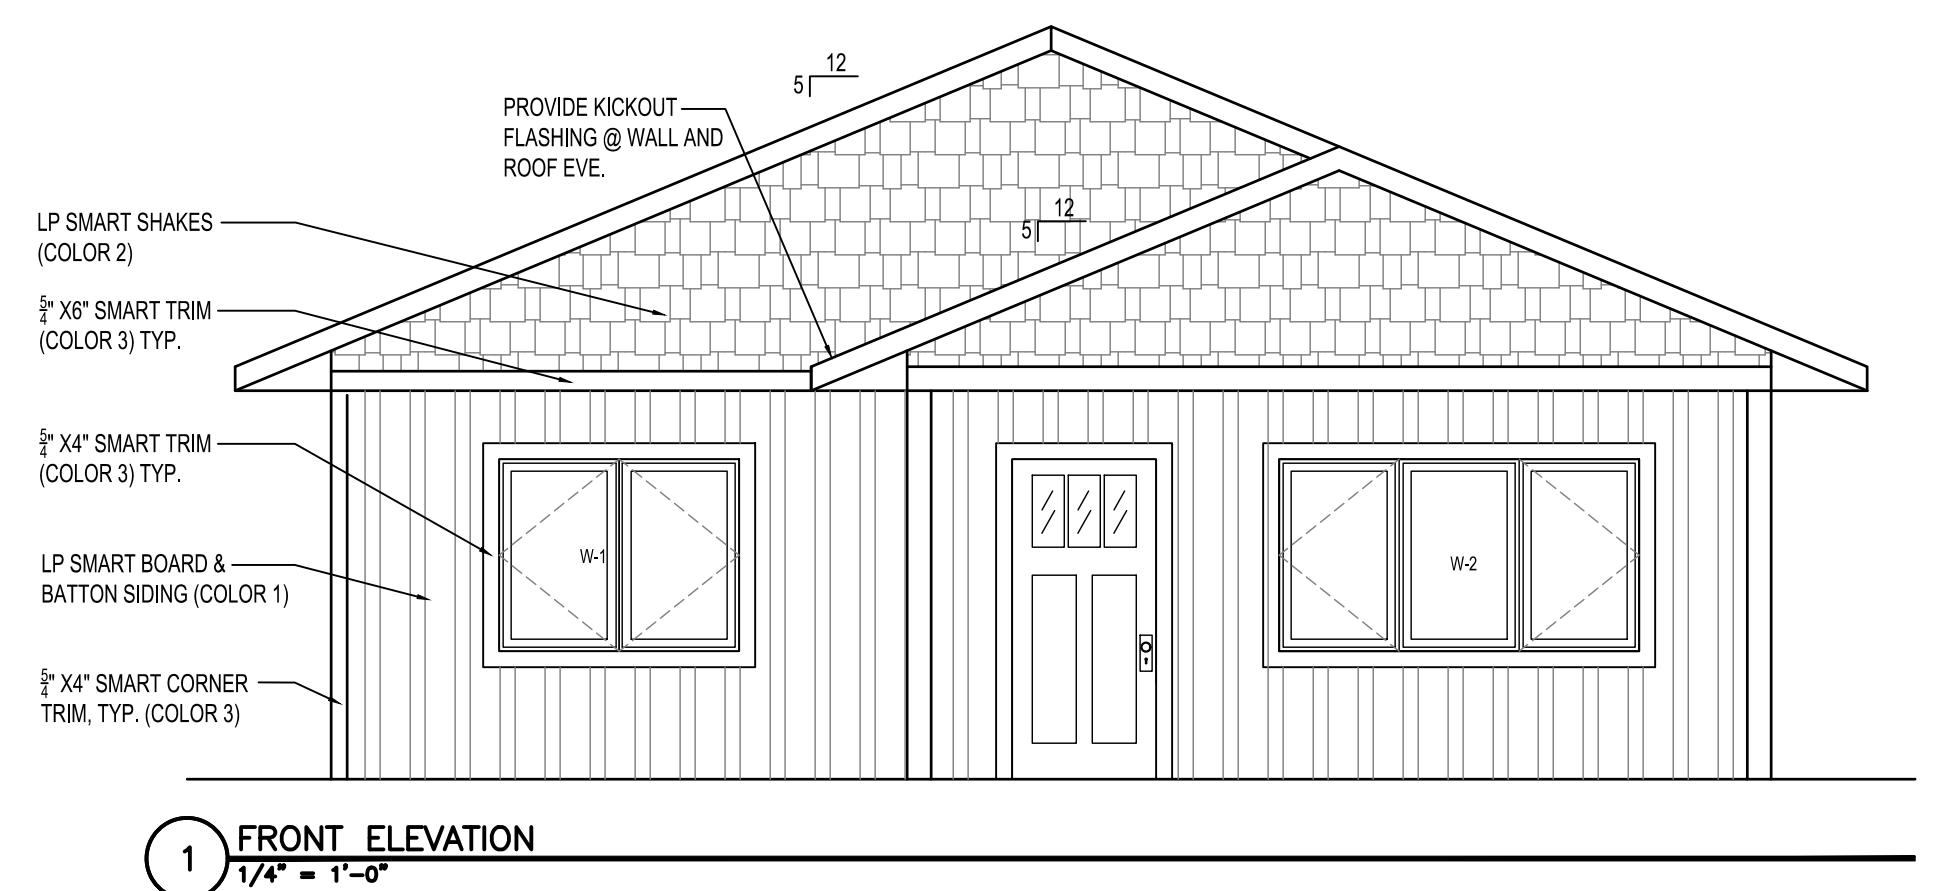 12
5
PROVIDE KICKOUT
FLASHING @ WALL AND
ROOF EVE.
12
5
LP SMART SHAKES
(COLOR 2)
5/4" X6" SMART TRIM
(COLOR 3) TYP.
5/4" X4" SMART TRIM
(COLOR 3) TYP.
LP SMART BOARD &
BATTON SIDING (COLOR 1)
5/4" X4" SMART CORNER
TRIM, TYP. (COLOR 3)
W-1
W-2
1
FRONT ELEVATION
1/4" = 1'-0"